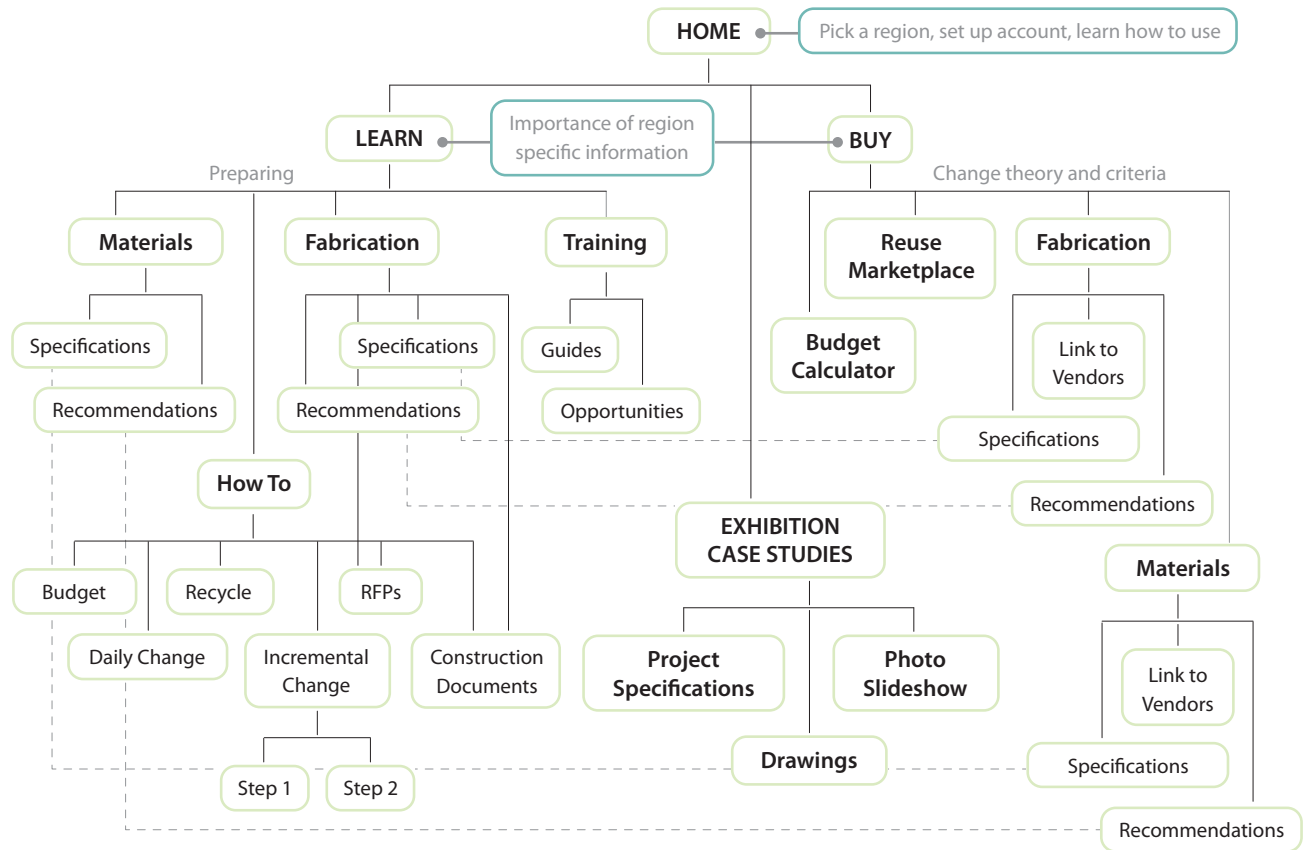 HOME
Pick a region, set up account, learn how to use
LEARN
Importance of region
specific information
BUY
Preparing
Change theory and criteria
Materials
Fabrication
Training
Reuse
Marketplace
Fabrication
Specifications
Specifications
Guides
Budget
Calculator
Link to
Vendors
Recommendations
Recommendations
Opportunities
Specifications
How To
Recommendations
EXHIBITION
CASE STUDIES
Materials
Budget
Recycle
RFPs
Daily Change
Incremental
Change
Construction
Documents
Project
Specifications
Photo
Slideshow
Link to
Vendors
Drawings
Specifications
Step 1
Step 2
Recommendations